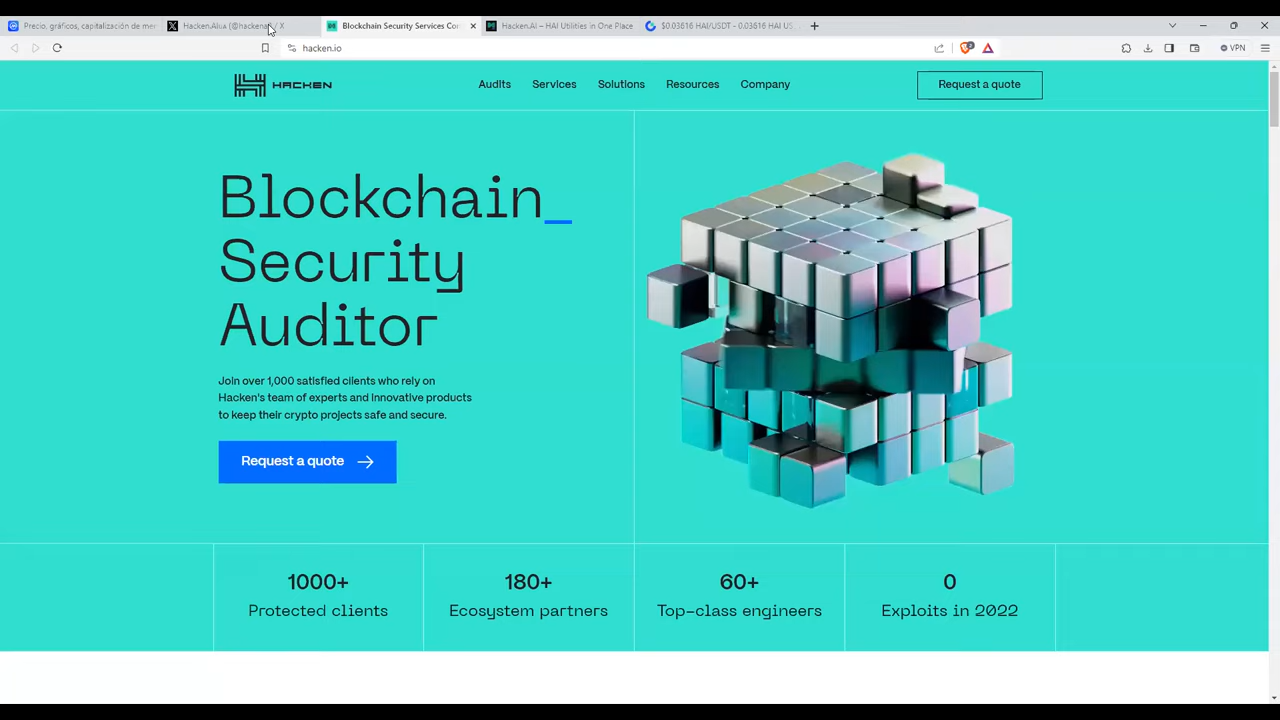 Precio, gráficos, capitalización de mer
Hacken.AI
Blockchain Security Services Co
Hacken.AI – HAI Utilities in One Place
$0.03616 HAI/USDT - 0.03616 HAI US
hacken.io
VPN
HACKEN
Audits
Services
Solutions
Resources
Company
Request a quote
Blockchain_
Security
Auditor
Join over 1,000 satisfied clients who rely on
Hacken's team of experts and innovative products
to keep their crypto projects safe and secure.
Request a quote
1000+
180+
60+
0
Protected clients
Ecosystem partners
Top-class engineers
Exploits in 2022